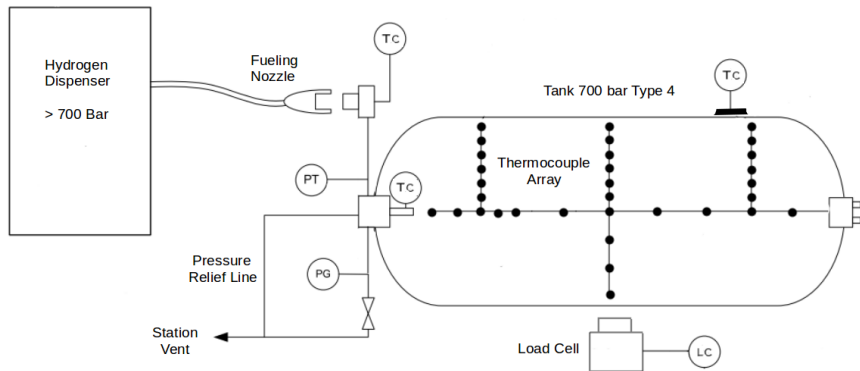 Hydrogen
Dispenser
> 700 Bar
Fueling
Nozzle
TC
TC
Tank 700 bar Type 4
PT
TC
Thermocouple
Array
Pressure
Relief Line
PG
Station
Vent
Load Cell
LC